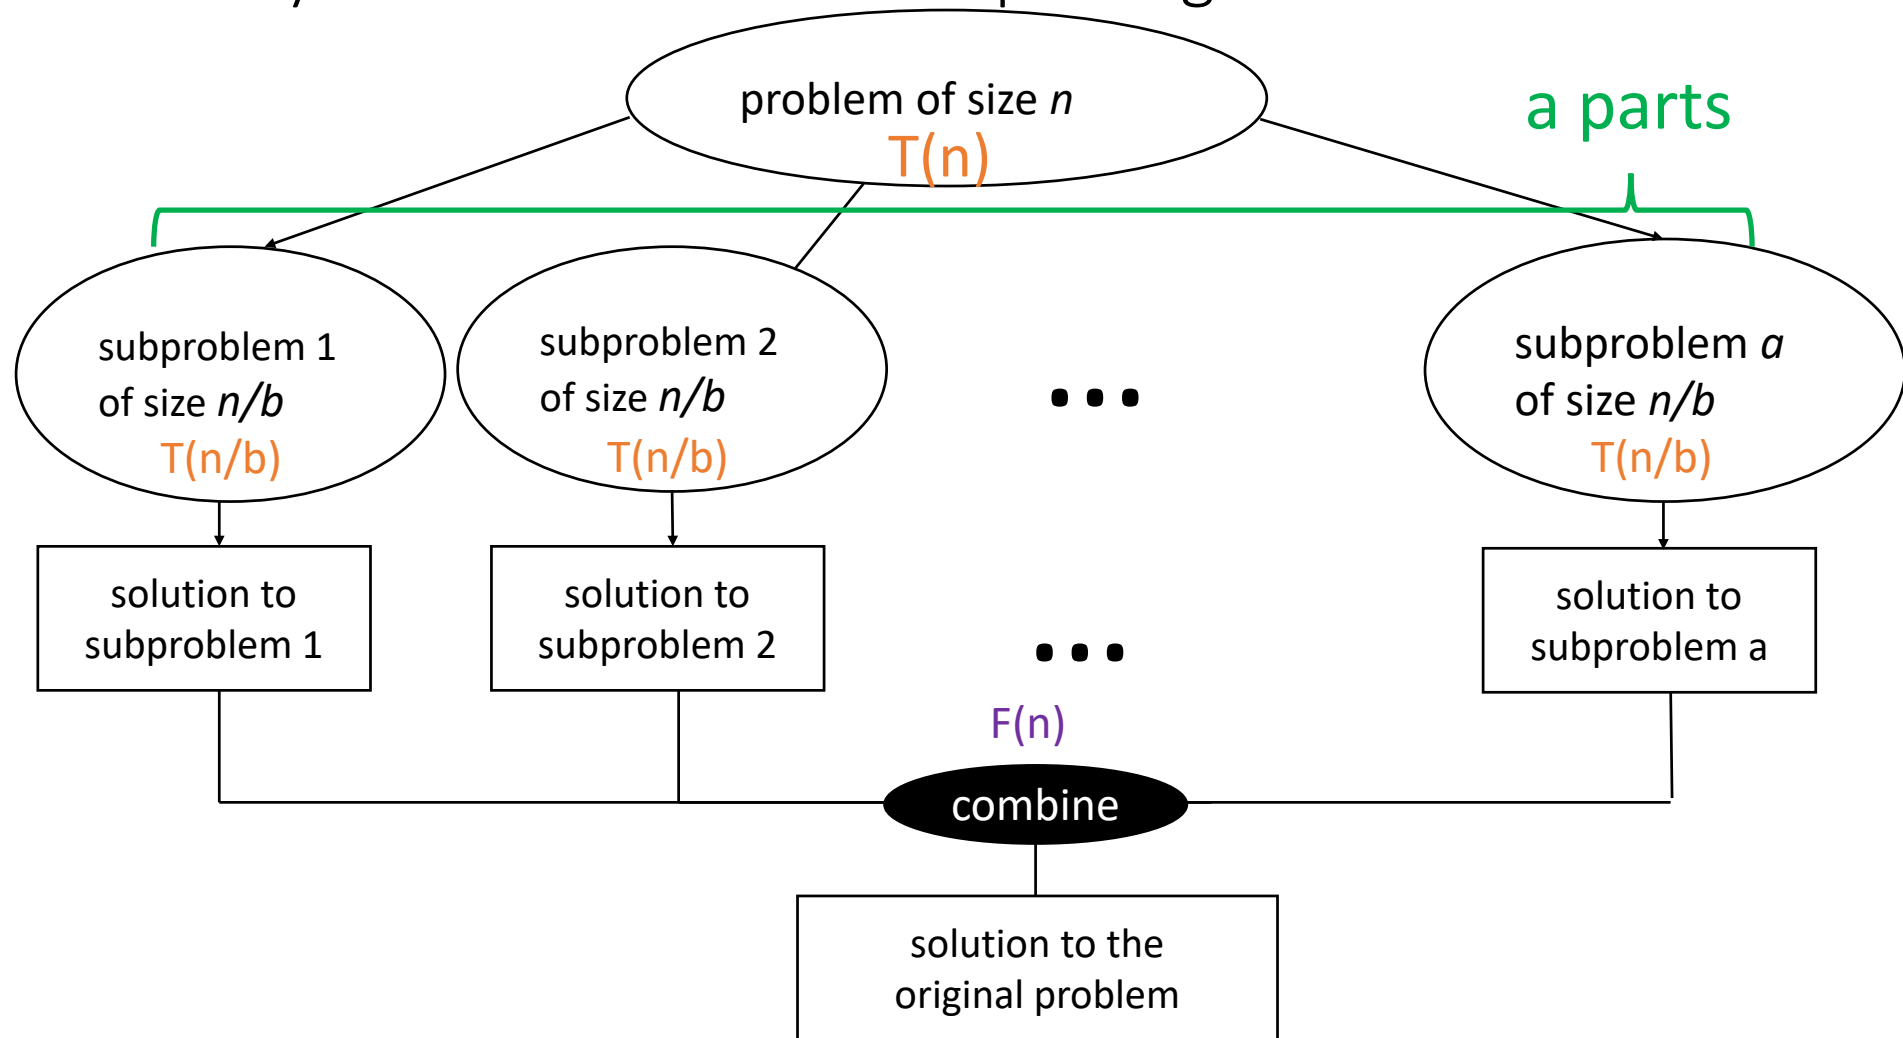 problem of size n
T(n)
a parts
subproblem 1
of size n/b
T(n/b)
subproblem 2
of size n/b
T(n/b)
...
subproblem a
of size n/b
T(n/b)
solution to
subproblem 1
solution to
subproblem 2
...
solution to
subproblem a
F(n)
combine
solution to the
original problem